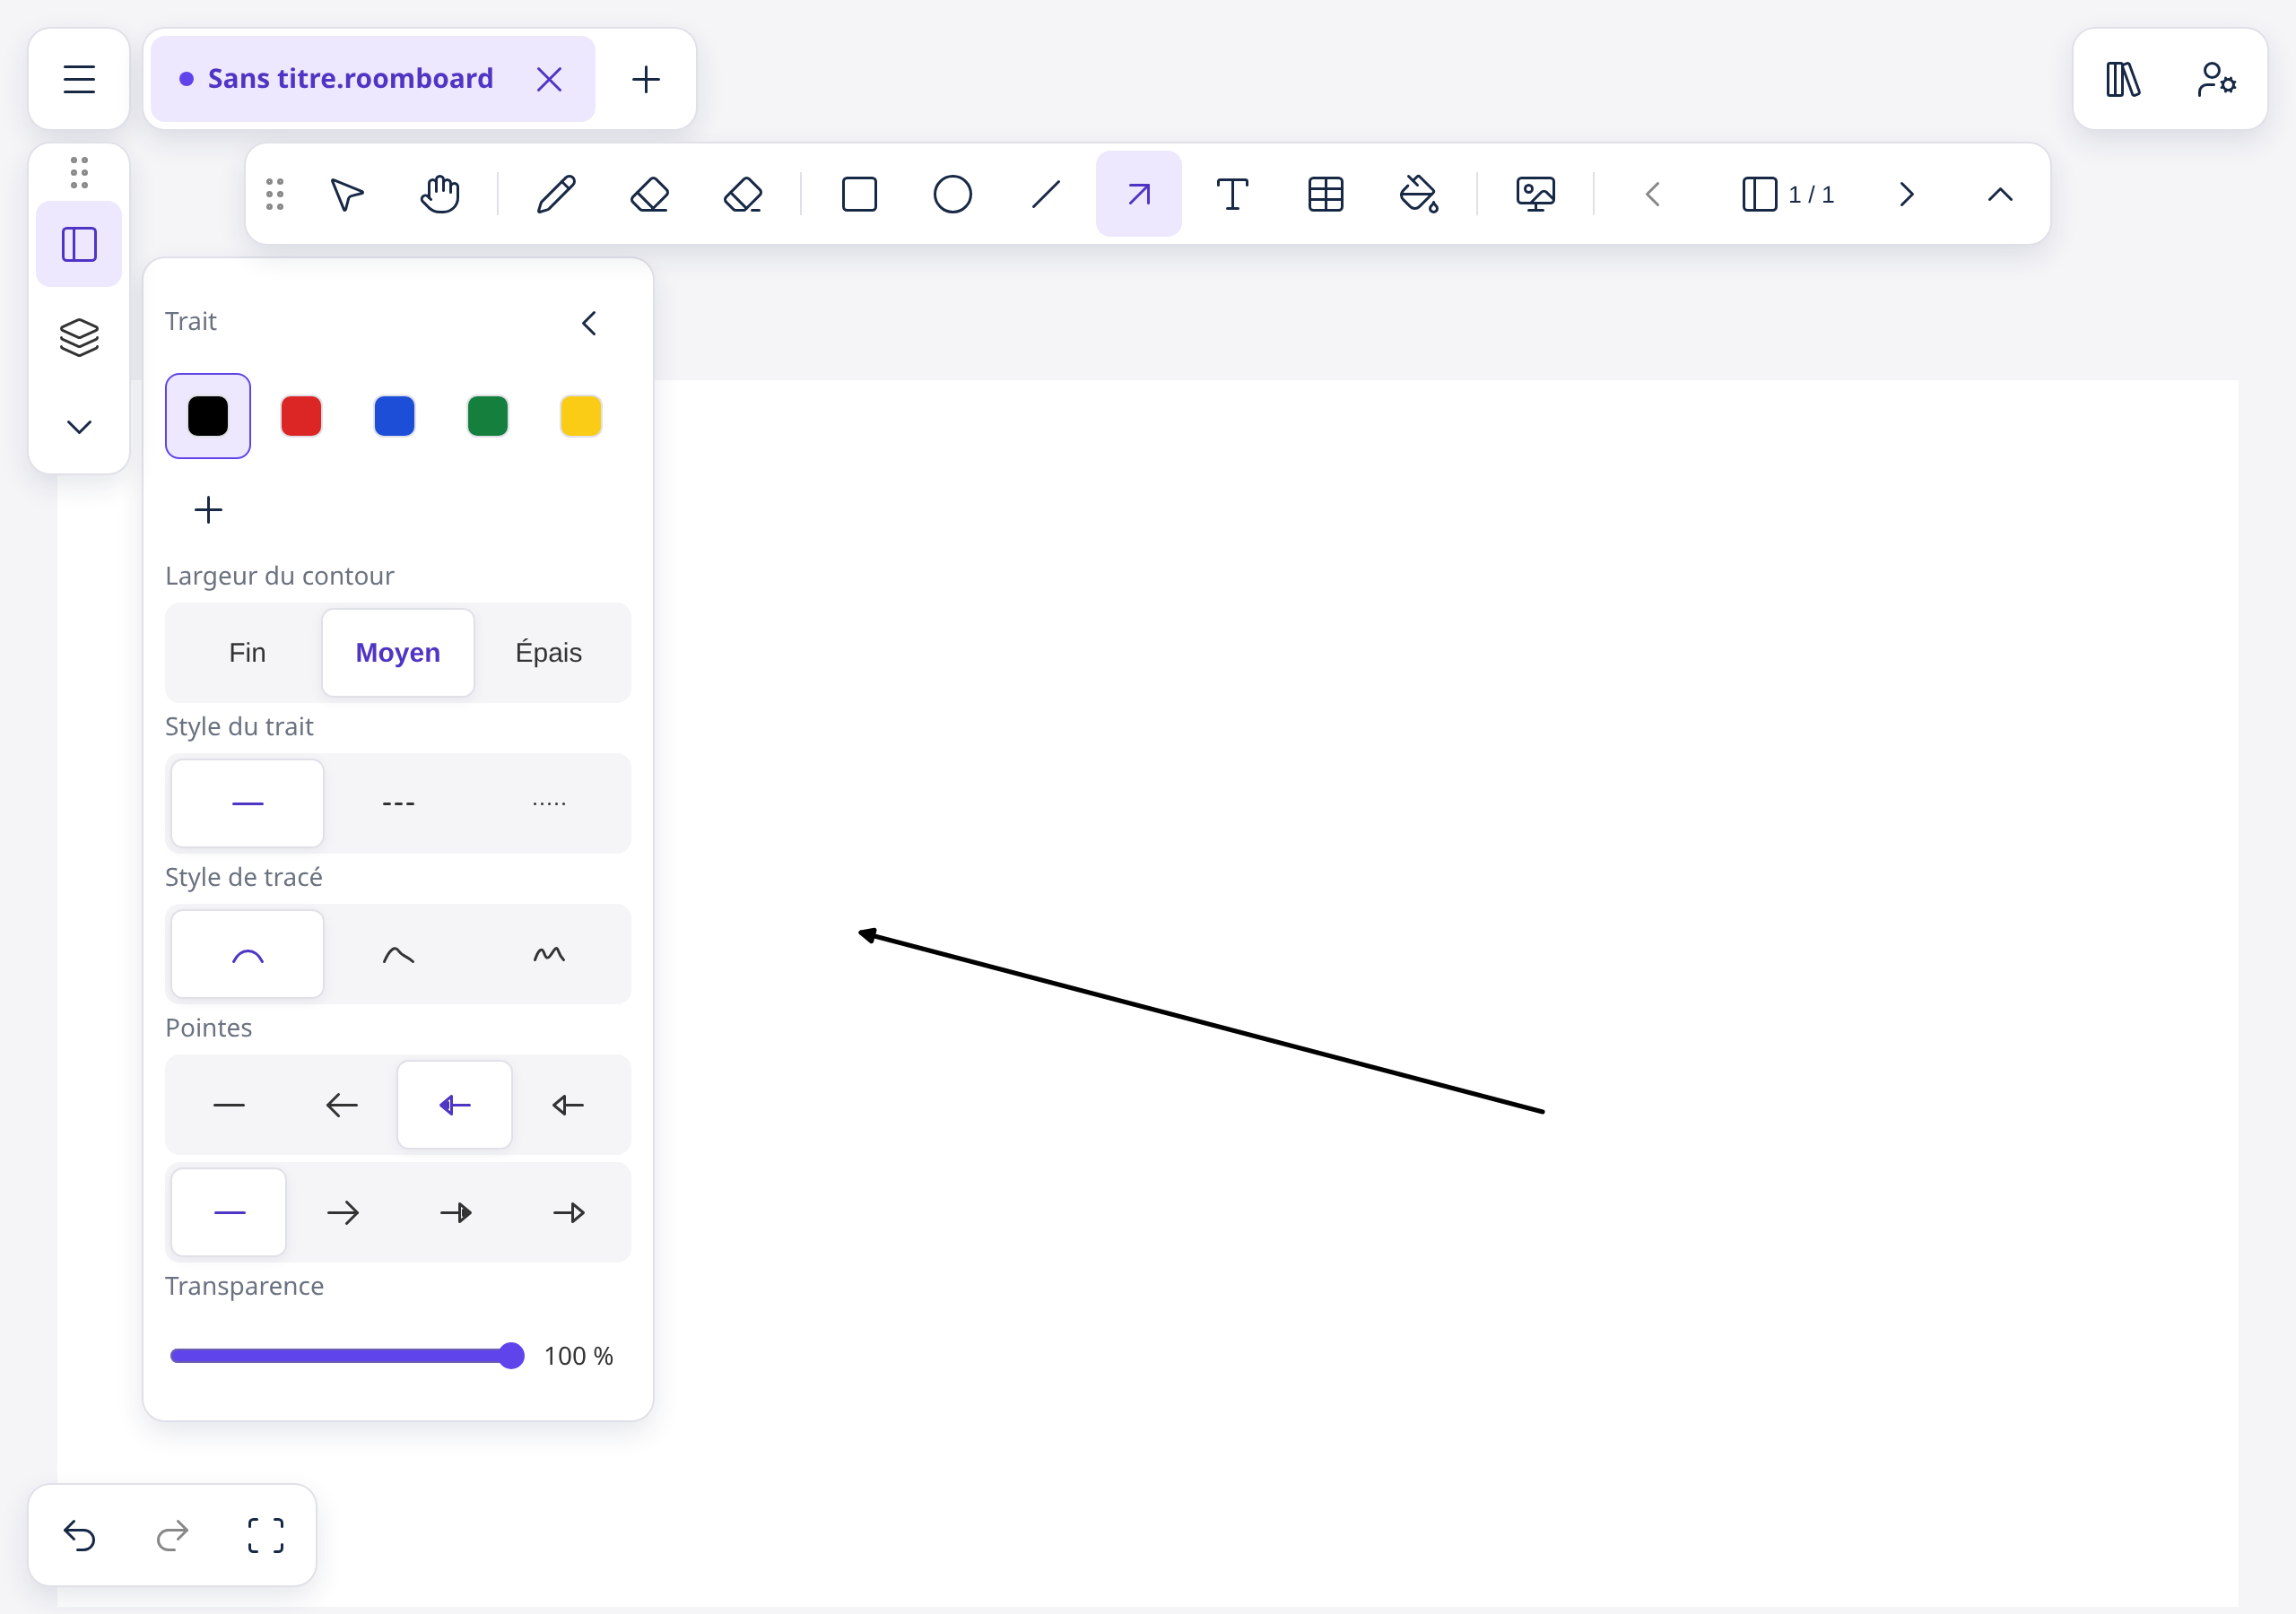 Sans titre.roomboard
1 / 1
Trait
Largeur du contour
Fin Moyen Épais
Style du trait
Style de tracé
Pointes
Transparence
100 %